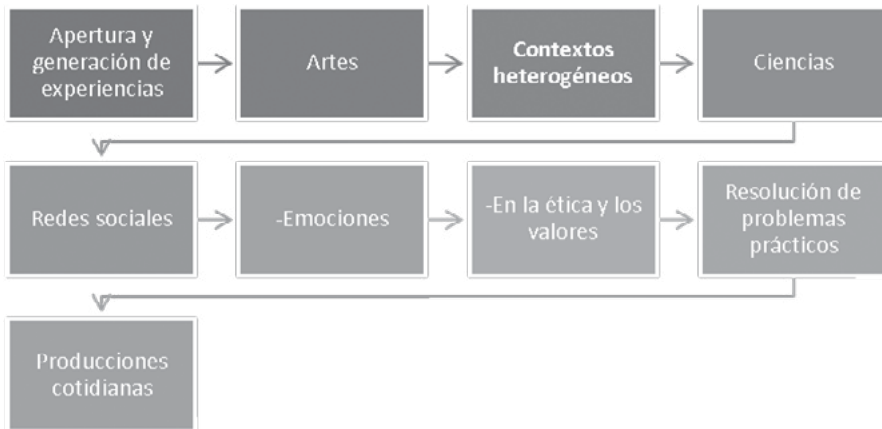 Apertura y
generación de
experiencias
Artes
Contextos
heterogéneos
Ciencias
Redes sociales
-Emociones
-En la ética y los
valores
Resolución de
problemas
prácticos
Producciones
cotidianas